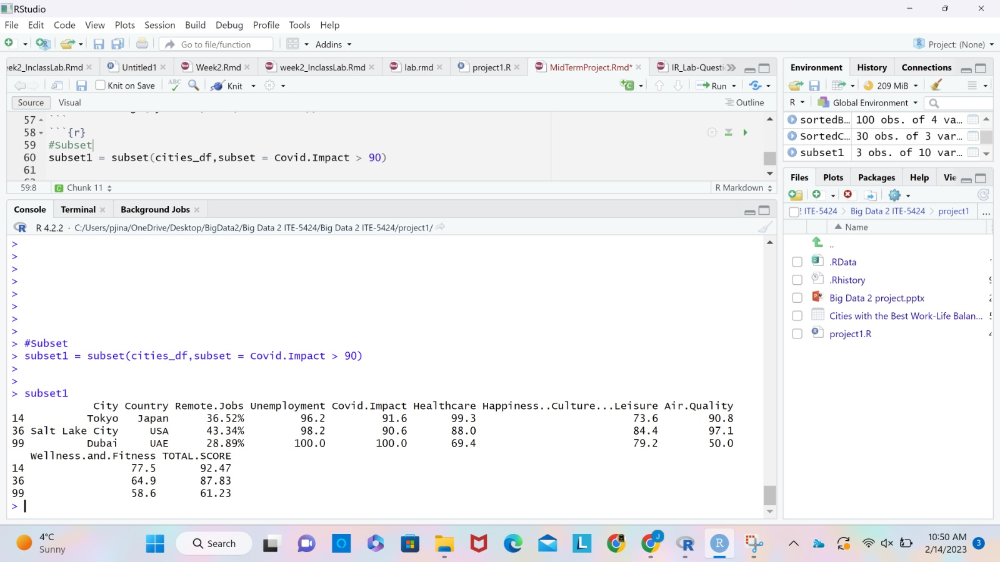 RStudio
File Edit Code View Plots Session Build Debug Profile Tools Help
Go to file/function Addins Project: (None)
eek2_InclassLab.Rmd Untitled1 Week2.Rmd week2_InclassLab.Rmd lab.rmd project1.R MidTermProject.Rmd* IR_Lab-Questi
Knit on Save ABC Knit Run
Source Visual Outline
57 ```
58 ```{r}
59 #Subset
60 subset1 = subset(cities_df,subset = Covid.Impact > 90)
61
59:8 Chunk 11 R Markdown
Console Terminal Background Jobs
R 4.2.2 · C:/Users/pjina/OneDrive/Desktop/BigData2/Big Data 2 ITE-5424/Big Data 2 ITE-5424/project1/
>
>
>
>
>
>
>
>
> #Subset
> subset1 = subset(cities_df,subset = Covid.Impact > 90)
>
>
> subset1
City Country Remote.Jobs Unemployment Covid.Impact Healthcare Happiness..Culture...Leisure Air.Quality
14 Tokyo Japan 36.52% 96.2 91.6 99.3 73.6 90.8
36 Salt Lake City USA 43.34% 98.2 90.6 88.0 84.4 97.1
99 Dubai UAE 28.89% 100.0 100.0 69.4 79.2 50.0
Wellness.and.Fitness TOTAL.SCORE
14 77.5 92.47
36 64.9 87.83
99 58.6 61.23
>
Environment History Connections
209 MiB
R Global Environment
sortedB... 100 obs. of 4 va...
SortedC... 30 obs. of 3 var...
subset1 3 obs. of 10 var...
Files Plots Packages Help Vie
ITE-5424 Big Data 2 ITE-5424 project1 ...
Name
..
.RData
.Rhistory
Big Data 2 project.pptx
Cities with the Best Work-Life Balan...
project1.R
4°C
Sunny
Search
10:50 AM
2/14/2023
3